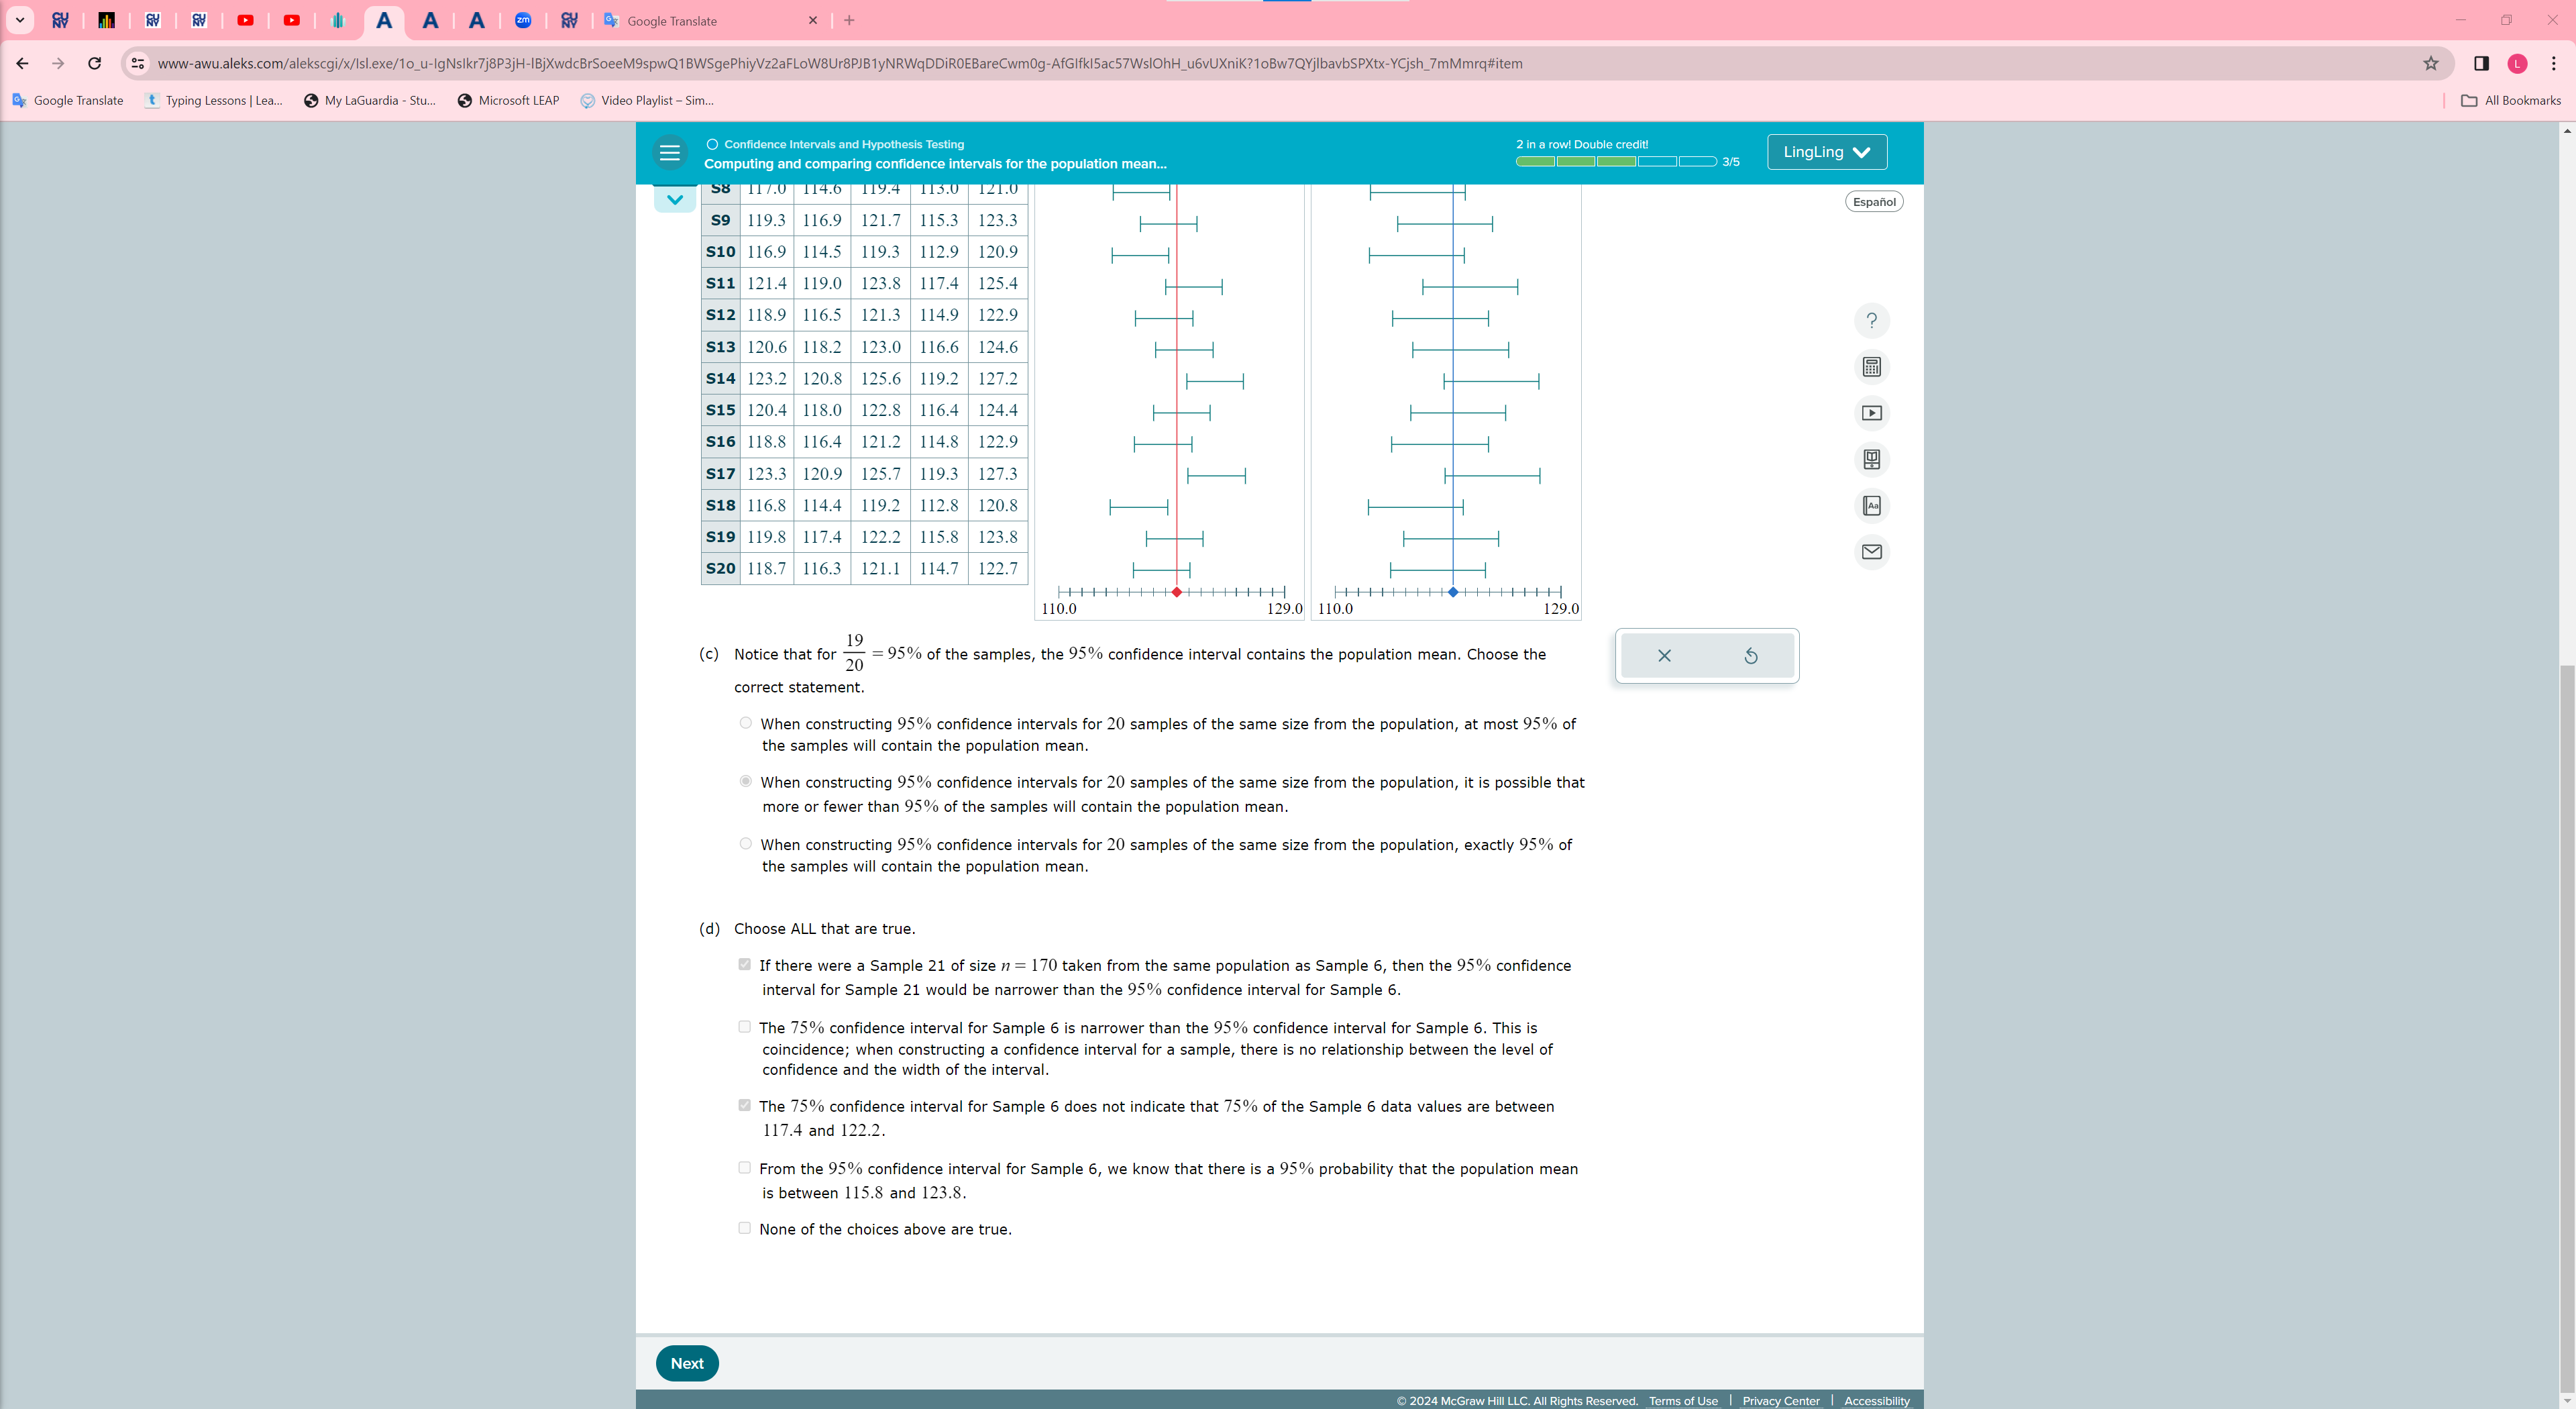 Google Translate
www-awu.aleks.com/alekscgi/x/Isl.exe/1o_u-IgNsIkr7j8P3jH-IBjXwdcBrSoeeM9spwQ1BWSgePhiyVz2aFLoW8Ur8PJB1yNRWqDDiR0EBareCwm0g-AfGIfkI5ac57WslOhH_u6vUXniK?1oBw7QYjlbavbSPXtx-YCjsh_7mMmrq#item
Google Translate
Typing Lessons | Lea...
My LaGuardia - Stu...
Microsoft LEAP
Video Playlist – Sim...
All Bookmarks
Confidence Intervals and Hypothesis Testing
Computing and comparing confidence intervals for the population mean...
2 in a row! Double credit!
3/5
LingLing
Español
S8 117.0 114.6 119.4 113.0 121.0
S9 119.3 116.9 121.7 115.3 123.3
S10 116.9 114.5 119.3 112.9 120.9
S11 121.4 119.0 123.8 117.4 125.4
S12 118.9 116.5 121.3 114.9 122.9
S13 120.6 118.2 123.0 116.6 124.6
S14 123.2 120.8 125.6 119.2 127.2
S15 120.4 118.0 122.8 116.4 124.4
S16 118.8 116.4 121.2 114.8 122.9
S17 123.3 120.9 125.7 119.3 127.3
S18 116.8 114.4 119.2 112.8 120.8
S19 119.8 117.4 122.2 115.8 123.8
S20 118.7 116.3 121.1 114.7 122.7
110.0 129.0 110.0 129.0
(c) Notice that for 19/20 = 95% of the samples, the 95% confidence interval contains the population mean. Choose the
correct statement.
When constructing 95% confidence intervals for 20 samples of the same size from the population, at most 95% of
the samples will contain the population mean.
When constructing 95% confidence intervals for 20 samples of the same size from the population, it is possible that
more or fewer than 95% of the samples will contain the population mean.
When constructing 95% confidence intervals for 20 samples of the same size from the population, exactly 95% of
the samples will contain the population mean.
(d) Choose ALL that are true.
If there were a Sample 21 of size n = 170 taken from the same population as Sample 6, then the 95% confidence
interval for Sample 21 would be narrower than the 95% confidence interval for Sample 6.
The 75% confidence interval for Sample 6 is narrower than the 95% confidence interval for Sample 6. This is
coincidence; when constructing a confidence interval for a sample, there is no relationship between the level of
confidence and the width of the interval.
The 75% confidence interval for Sample 6 does not indicate that 75% of the Sample 6 data values are between
117.4 and 122.2.
From the 95% confidence interval for Sample 6, we know that there is a 95% probability that the population mean
is between 115.8 and 123.8.
None of the choices above are true.
Next
© 2024 McGraw Hill LLC. All Rights Reserved. Terms of Use | Privacy Center | Accessibility